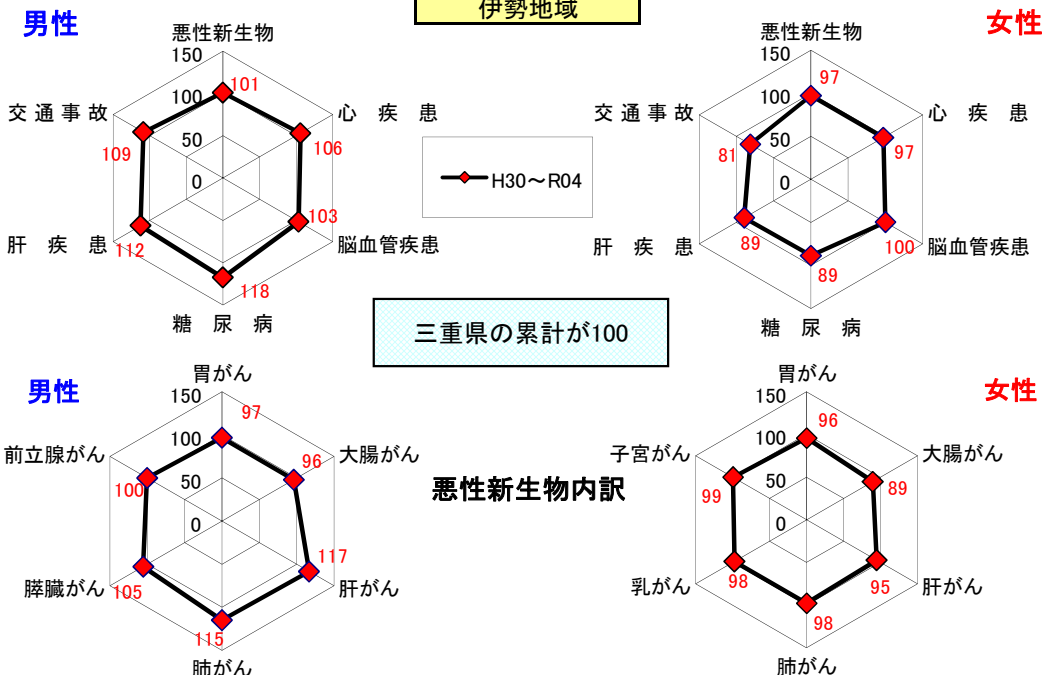 伊勢地域
男性
悪性新生物
150
100
50
0
101
心疾患
106
脳血管疾患
103
糖尿病
118
肝疾患
112
交通事故
109
H30～R04
女性
悪性新生物
150
100
50
0
97
心疾患
97
脳血管疾患
100
糖尿病
89
肝疾患
89
交通事故
81
三重県の累計が100
男性
胃がん
150
100
50
0
97
大腸がん
96
肝がん
117
肺がん
115
膵臓がん
105
前立腺がん
100
悪性新生物内訳
女性
胃がん
150
100
50
0
96
大腸がん
89
肝がん
95
肺がん
98
乳がん
98
子宮がん
99